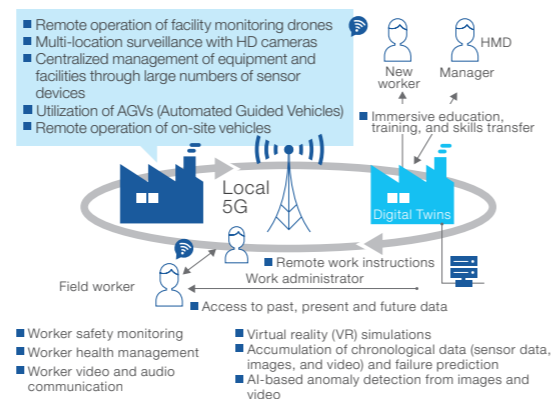 ■ Remote operation of facility monitoring drones
■ Multi-location surveillance with HD cameras
■ Centralized management of equipment and
facilities through large numbers of sensor
devices
■ Utilization of AGVs (Automated Guided Vehicles)
■ Remote operation of on-site vehicles
HMD
New
worker
Manager
■ Immersive education,
training, and skills transfer
Local
5G
Digital Twins
■ Remote work instructions
Work administrator
Field worker
■ Access to past, present and future data
■ Worker safety monitoring
■ Worker health management
■ Worker video and audio
communication
■ Virtual reality (VR) simulations
■ Accumulation of chronological data (sensor data,
images, and video) and failure prediction
■ AI-based anomaly detection from images and
video